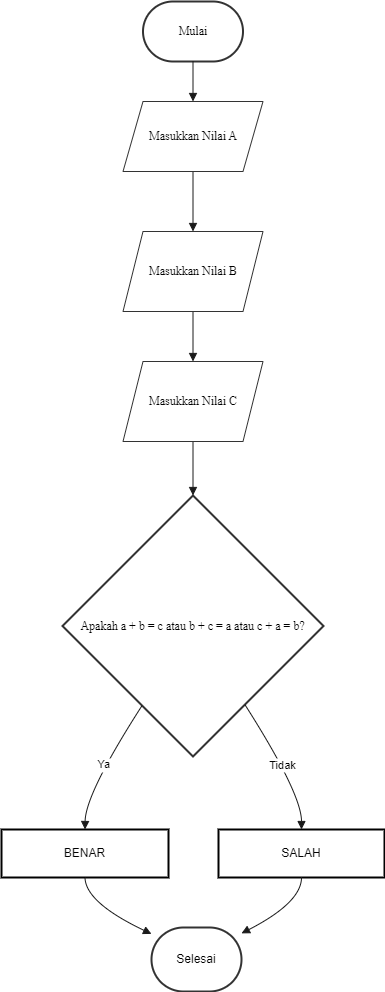 Mulai
Masukkan Nilai A
Masukkan Nilai B
Masukkan Nilai C
Apakah a + b = c atau b + c = a atau c + a = b?
Ya
Tidak
BENAR
SALAH
Selesai